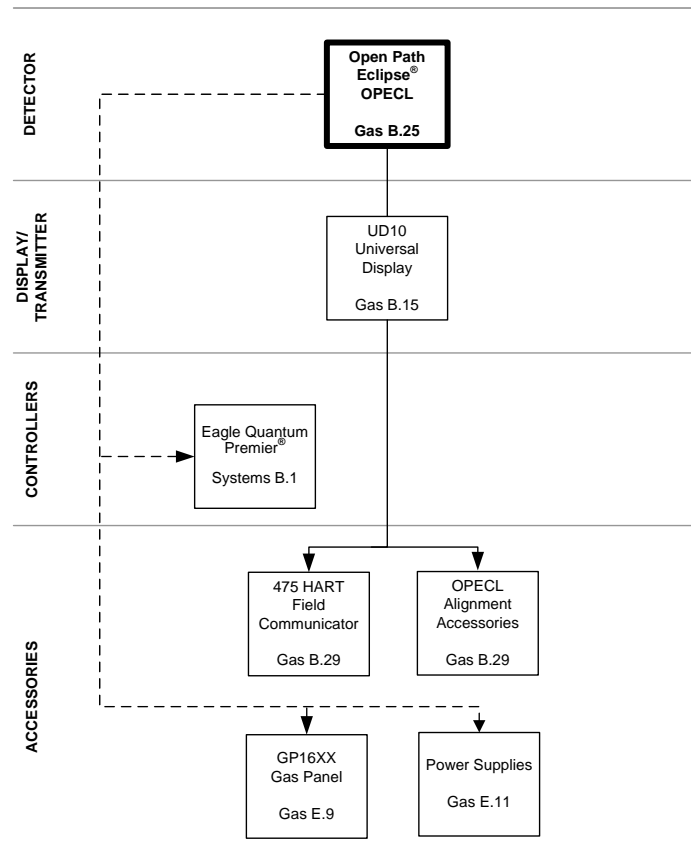 DETECTOR
Open Path
Eclipse®
OPECL
Gas B.25
DISPLAY/
TRANSMITTER
UD10
Universal
Display
Gas B.15
CONTROLLERS
Eagle Quantum
Premier®
Systems B.1
ACCESSORIES
475 HART
Field
Communicator
Gas B.29
OPECL
Alignment
Accessories
Gas B.29
GP16XX
Gas Panel
Gas E.9
Power Supplies
Gas E.11